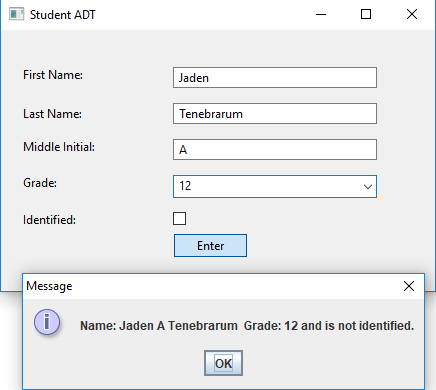 Student ADT
First Name: Jaden
Last Name: Tenebrarum
Middle Initial: A
Grade: 12
Identified:
Enter
Message
Name: Jaden A Tenebrarum  Grade: 12 and is not identified.
OK